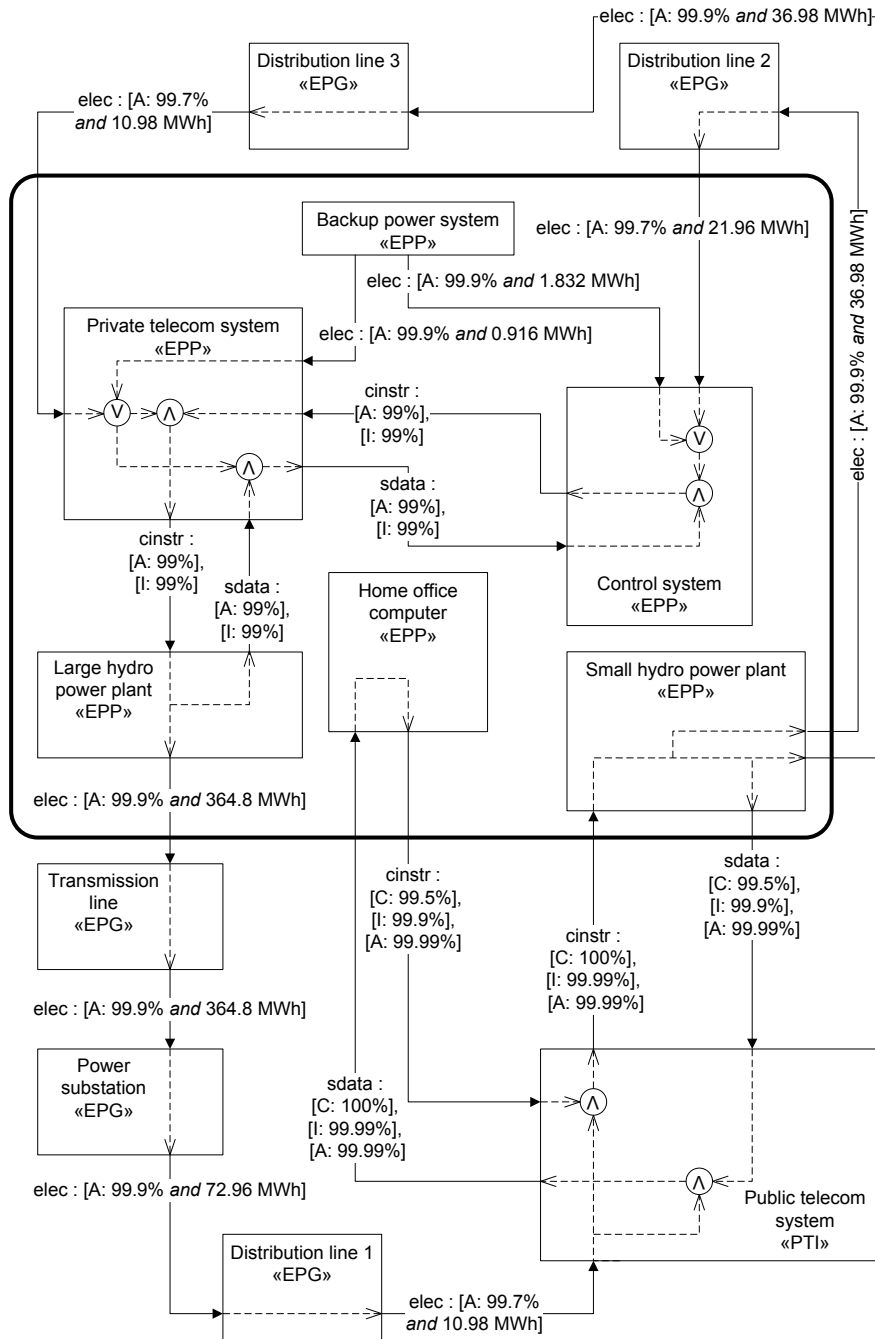 elec : [A: 99.9% and 36.98 MWh]
Distribution line 3
«EPG»
Distribution line 2
«EPG»
elec : [A: 99.7%
and 10.98 MWh]
Backup power system
«EPP»
elec : [A: 99.7% and 21.96 MWh]
elec : [A: 99.9% and 36.98 MWh]
elec : [A: 99.9% and 1.832 MWh]
Private telecom system
«EPP»
elec : [A: 99.9% and 0.916 MWh]
V
Λ
cinstr :
[A: 99%],
[I: 99%]
V
Λ
sdata :
[A: 99%],
[I: 99%]
Λ
Control system
«EPP»
cinstr :
[A: 99%],
[I: 99%]
sdata :
[A: 99%],
[I: 99%]
Home office
computer
«EPP»
Large hydro
power plant
«EPP»
Small hydro power plant
«EPP»
elec : [A: 99.9% and 364.8 MWh]
Transmission
line
«EPG»
cinstr :
[C: 99.5%],
[I: 99.9%],
[A: 99.99%]
sdata :
[C: 99.5%],
[I: 99.9%],
[A: 99.99%]
cinstr :
[C: 100%],
[I: 99.99%],
[A: 99.99%]
elec : [A: 99.9% and 364.8 MWh]
Power
substation
«EPG»
sdata :
[C: 100%],
[I: 99.99%],
[A: 99.99%]
Λ
Λ
elec : [A: 99.9% and 72.96 MWh]
Public telecom
system
«PTI»
Distribution line 1
«EPG»
elec : [A: 99.7%
and 10.98 MWh]